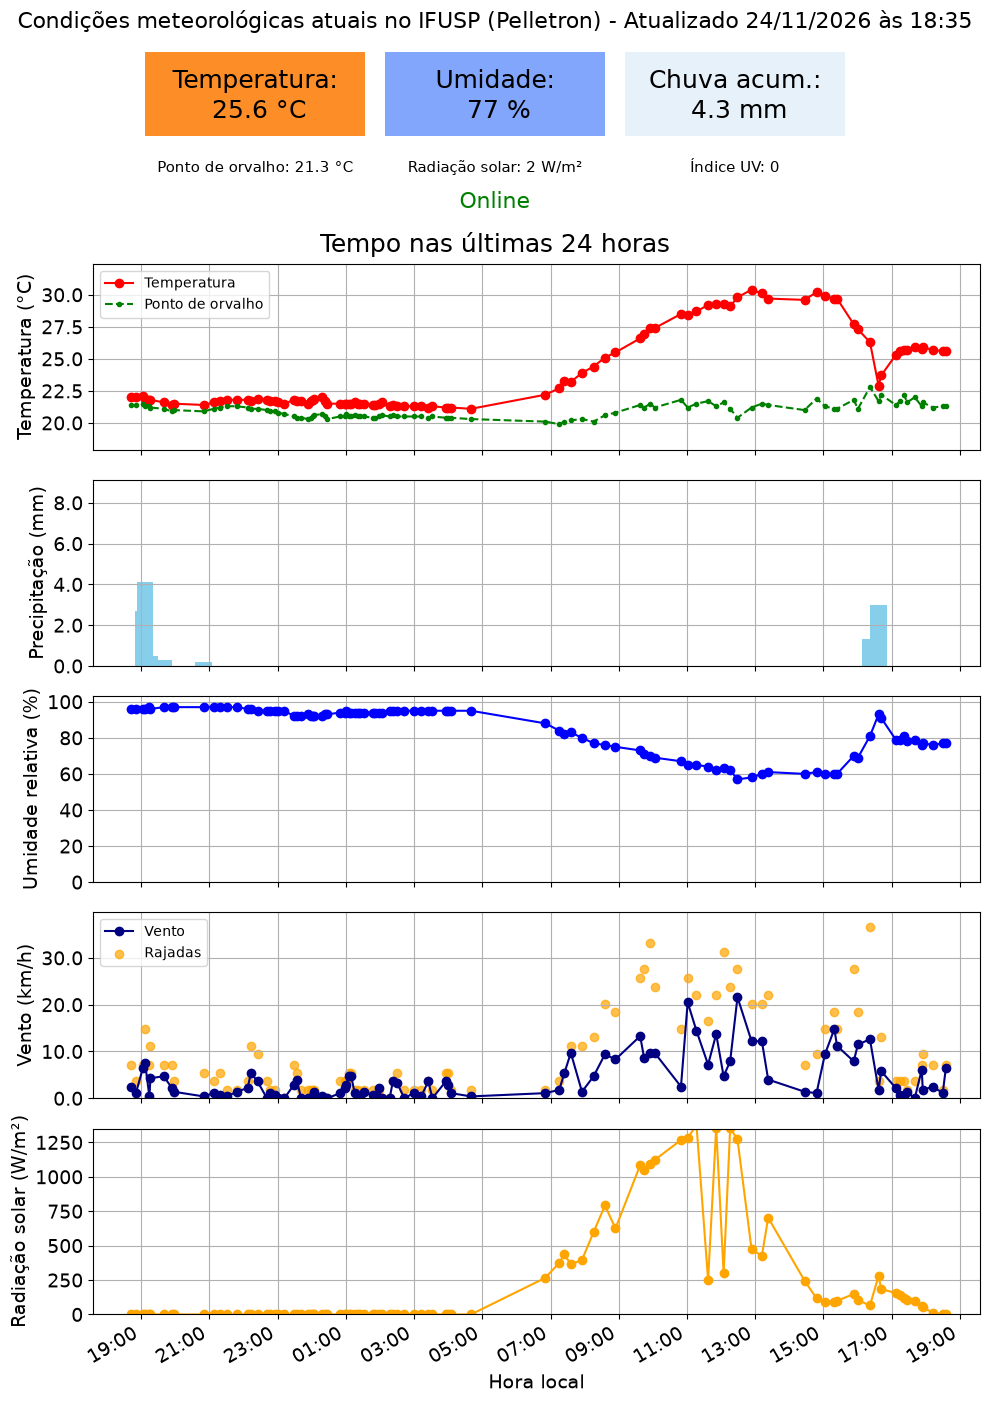 Condições meteorológicas atuais no IFUSP (Pelletron) - Atualizado 24/11/2026 às 18:35
Temperatura:
25.6 °C
Umidade:
77 %
Chuva acum.:
4.3 mm
Ponto de orvalho: 21.3 °C
Radiação solar: 2 W/m²
Índice UV: 0
Online
Tempo nas últimas 24 horas
Temperatura (°C)
30.0
27.5
25.0
22.5
20.0
Temperatura
Ponto de orvalho
Precipitação (mm)
8.0
6.0
4.0
2.0
0.0
Umidade relativa (%)
100
80
60
40
20
0
Vento (km/h)
30.0
20.0
10.0
0.0
Vento
Rajadas
Radiação solar (W/m²)
1250
1000
750
500
250
0
19:00
21:00
23:00
01:00
03:00
05:00
07:00
09:00
11:00
13:00
15:00
17:00
19:00
Hora local